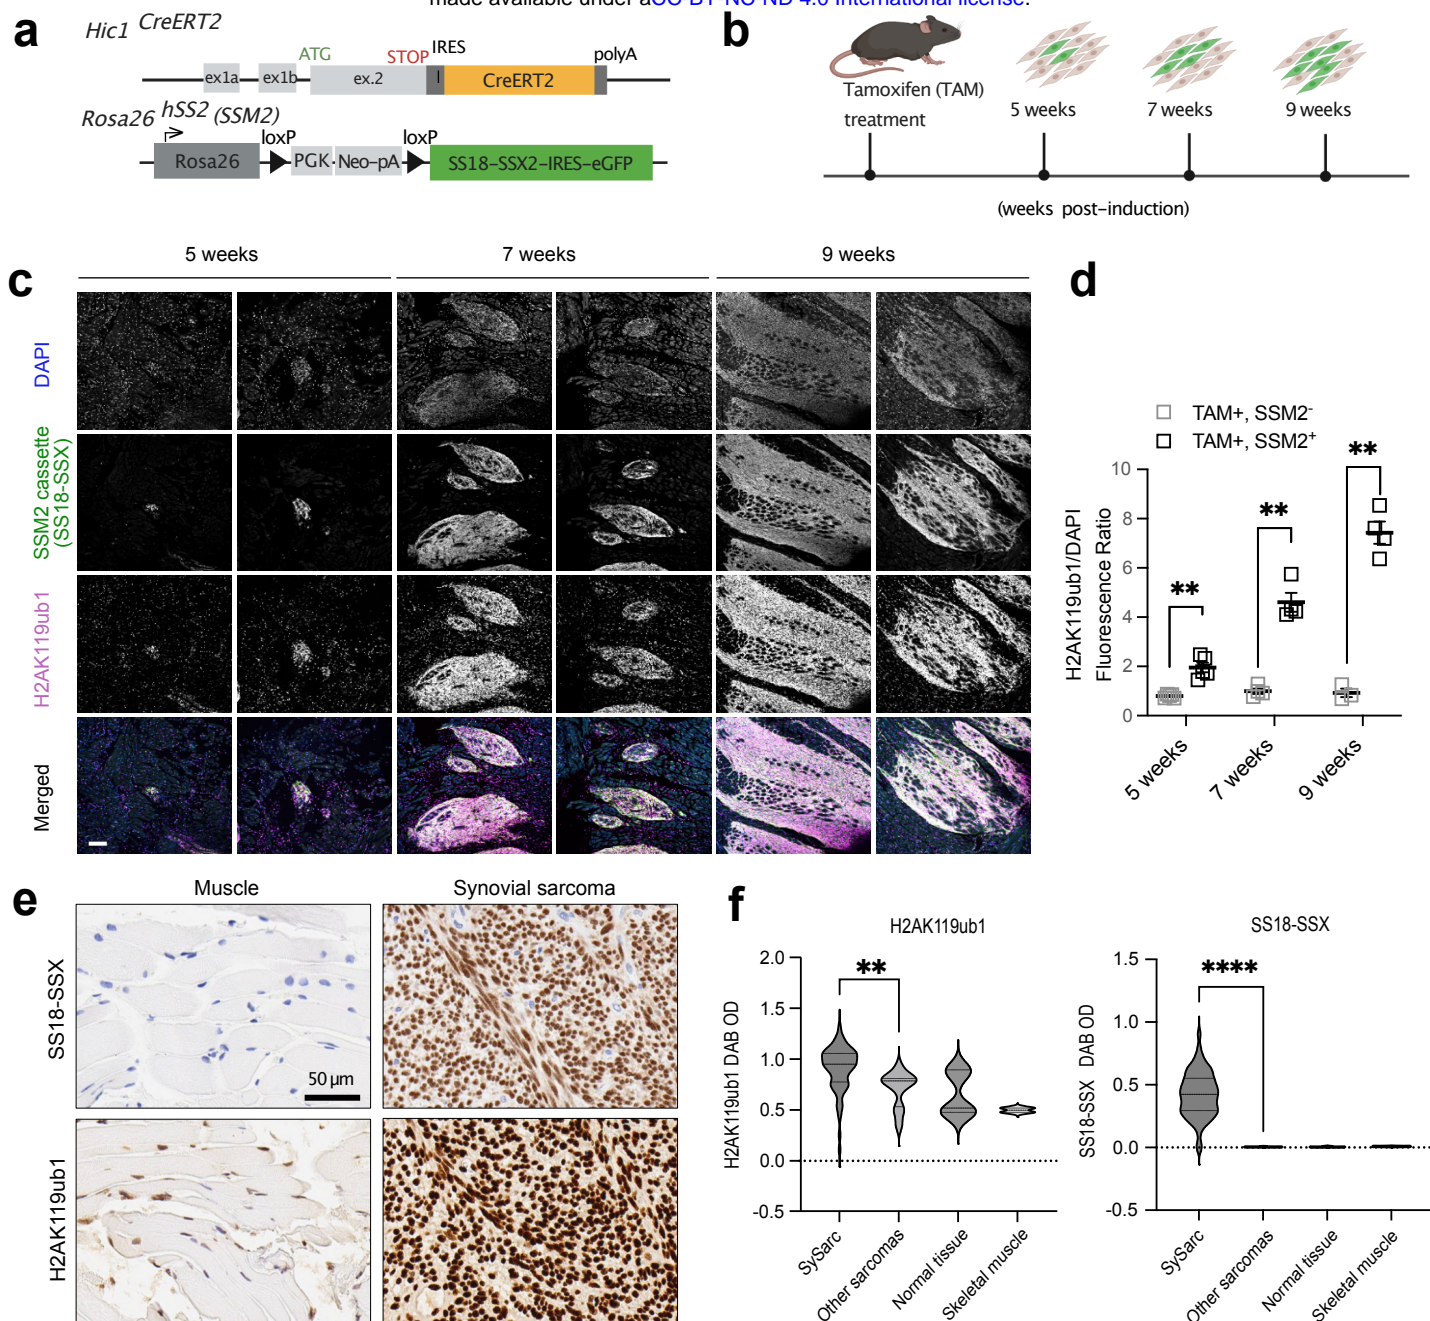 made available under aCC-BY-NC-ND 4.0 International license.
a
Hic1 CreERT2
ATG
STOP
IRES
polyA
ex1a
ex1b
ex.2
I
CreERT2
Rosa26 hSS2 (SSM2)
loxP
loxP
Rosa26
PGK
Neo-pA
SS18-SSX2-IRES-eGFP
b
Tamoxifen (TAM)
treatment
5 weeks
7 weeks
9 weeks
(weeks post-induction)
c
5 weeks
7 weeks
9 weeks
DAPI
SSM2 cassette
(SS18-SSX)
H2AK119ub1
Merged
d
TAM+, SSM2-
TAM+, SSM2+
H2AK119ub1/DAPI
Fluorescence Ratio
10
8
6
4
2
0
**
**
**
5 weeks
7 weeks
9 weeks
e
Muscle
Synovial sarcoma
SS18-SSX
50 µm
H2AK119ub1
f
H2AK119ub1
H2AK119ub1 DAB OD
2.0
1.5
1.0
0.5
0.0
-0.5
**
SySarc
Other sarcomas
Normal tissue
Skeletal muscle
SS18-SSX
SS18-SSX DAB OD
1.5
1.0
0.5
0.0
-0.5
****
SySarc
Other sarcomas
Normal tissue
Skeletal muscle